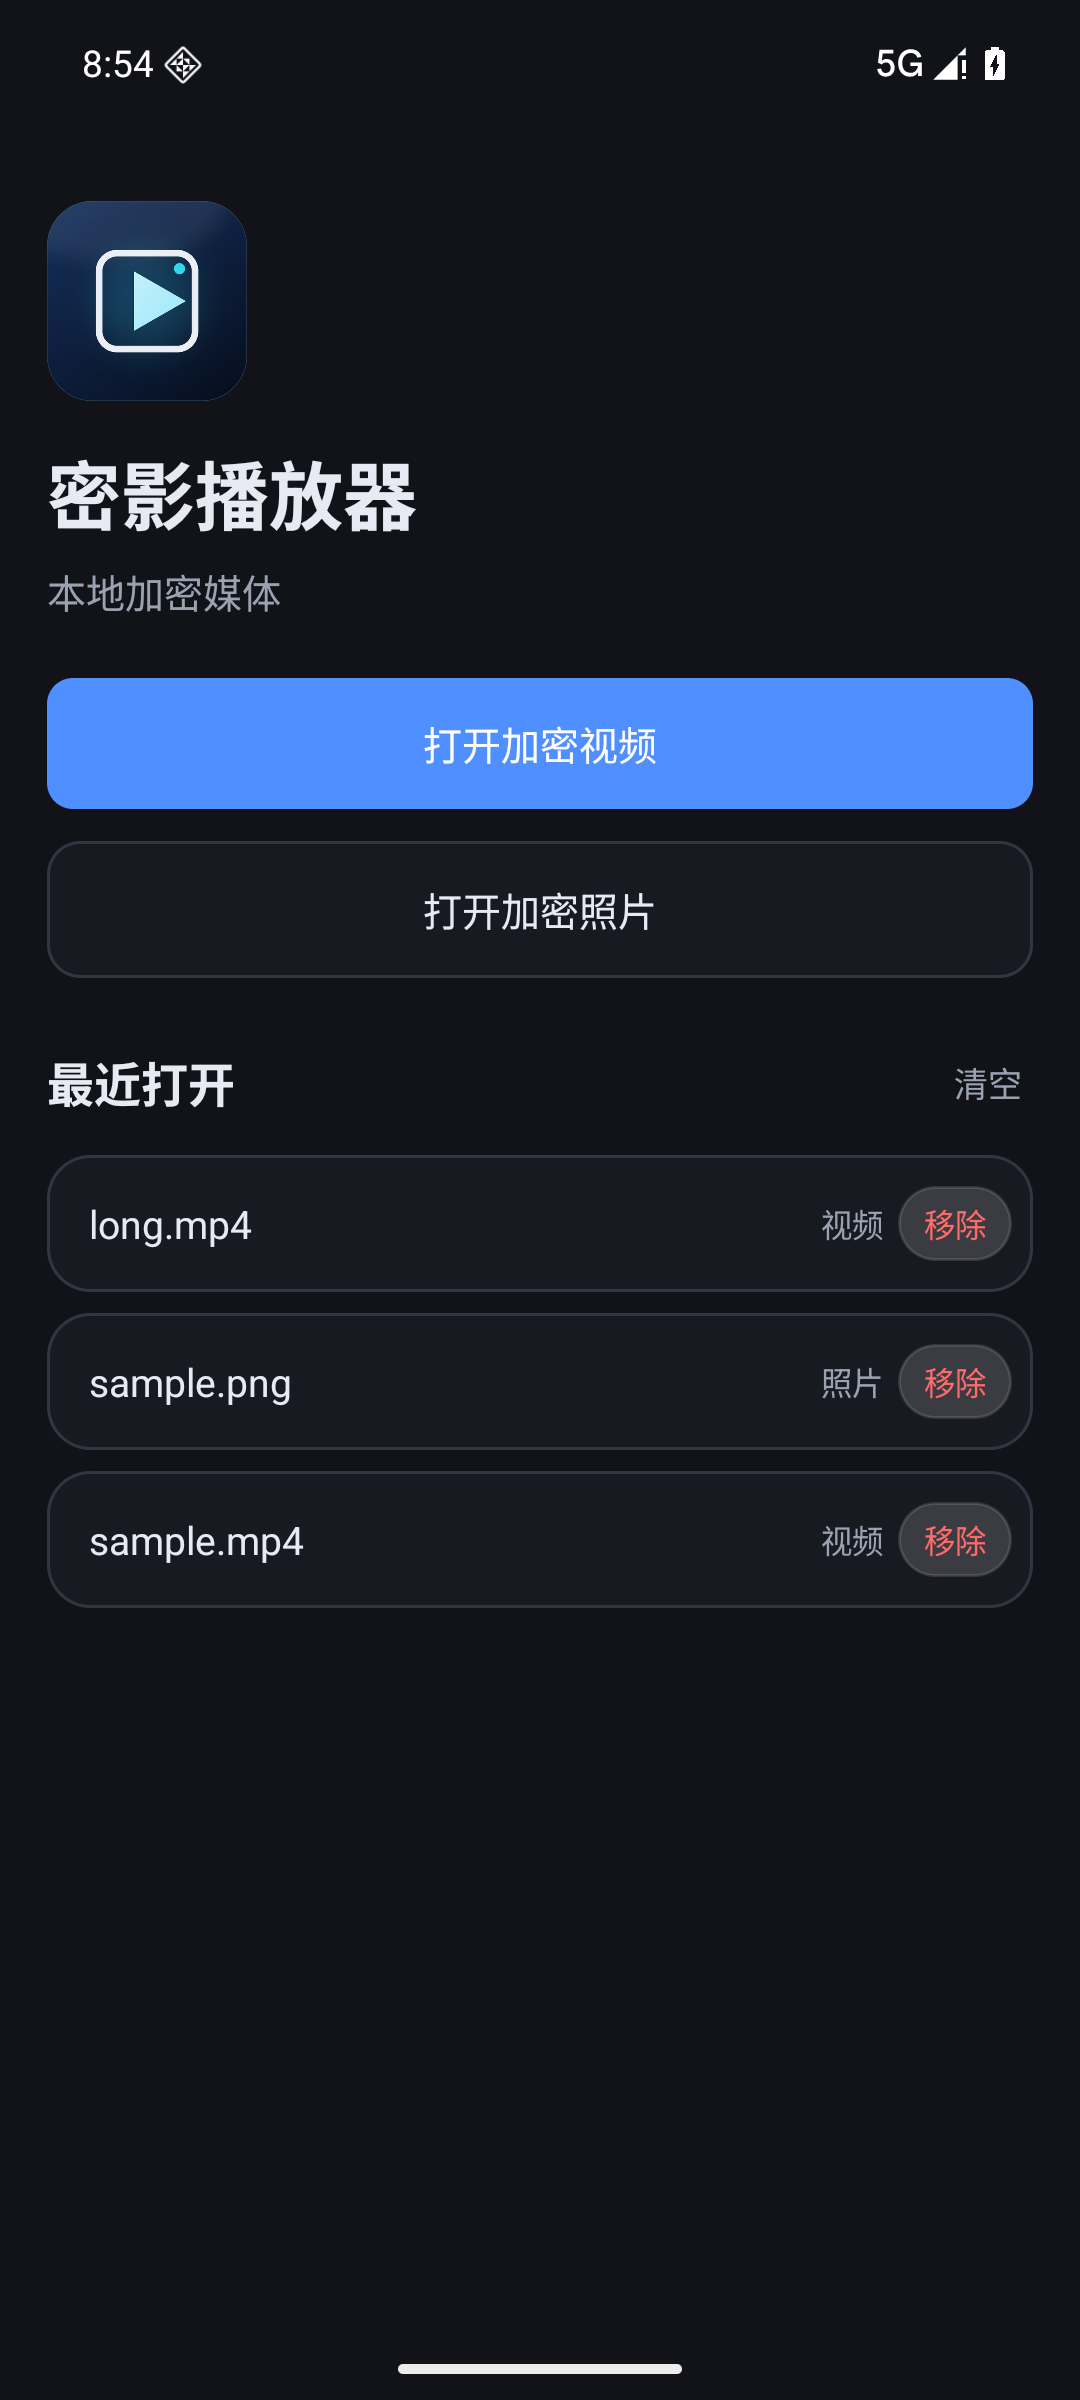 8:54 5G
密影播放器
本地加密媒体
打开加密视频
打开加密照片
最近打开 清空
long.mp4 视频 移除
sample.png 照片 移除
sample.mp4 视频 移除